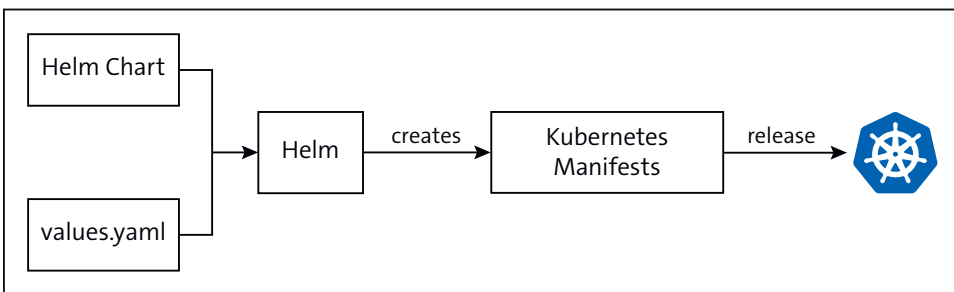 Helm Chart
values.yaml
Helm
creates
Kubernetes
Manifests
release